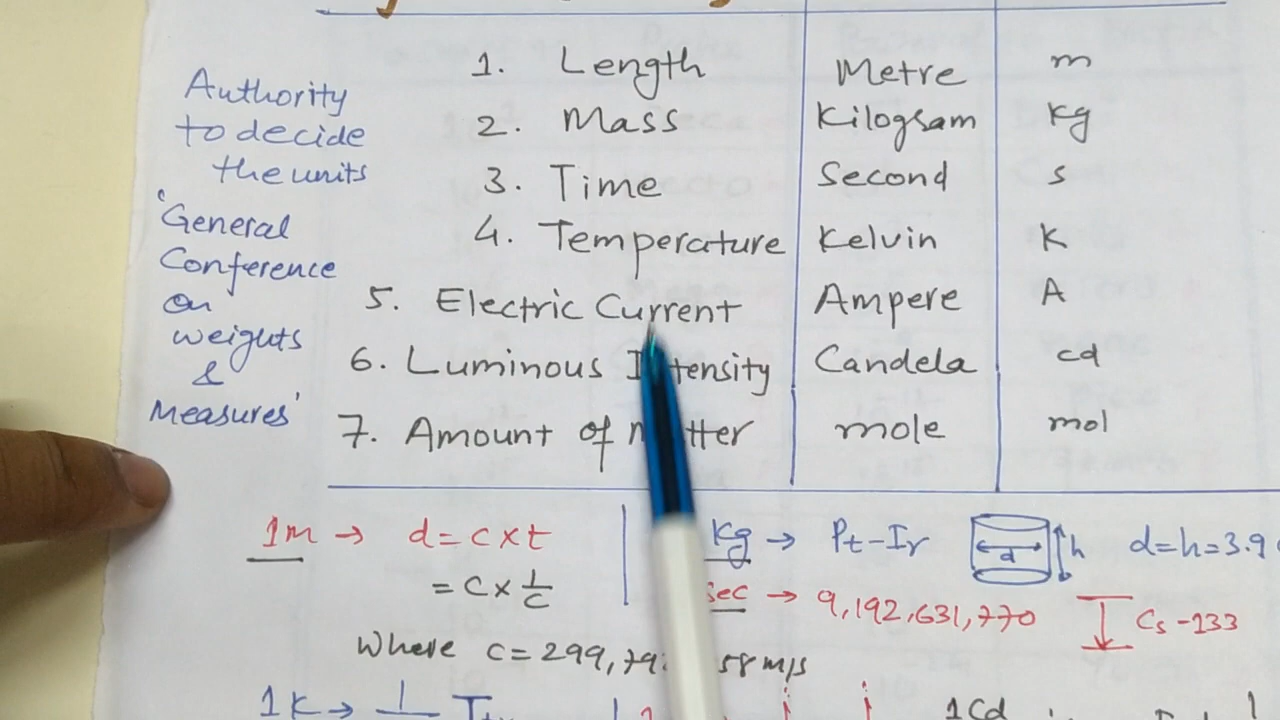 Authority
to decide
the units
'General
Conference
on
weights
&
Measures'
1. Length Metre m
2. Mass Kilogram Kg
3. Time Second s
4. Temperature Kelvin K
5. Electric Current Ampere A
6. Luminous Intensity Candela cd
7. Amount of Matter mole mol
1m → d = c × t
= c × 1/c
Where c = 299,79 58 m/s
Kg → Pt-Ir d h d=h=3.9
sec → 9,192,631,770 Cs-133
1K → 1
1Cd